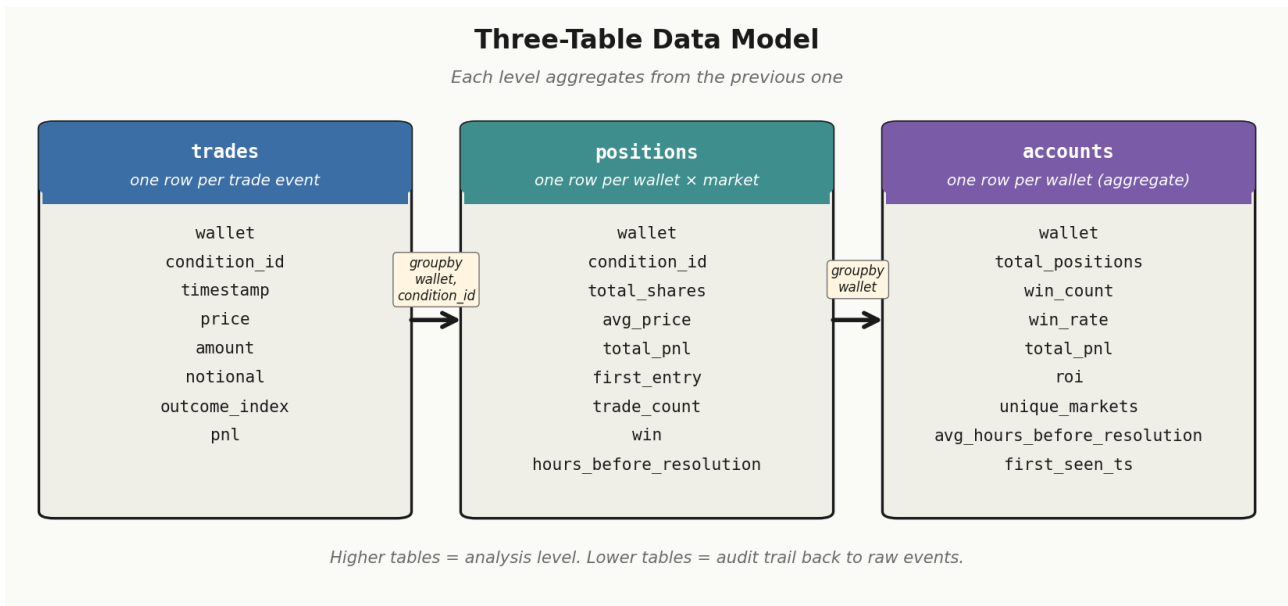 Three-Table Data Model
Each level aggregates from the previous one
trades
one row per trade event
wallet
condition_id
timestamp
price
amount
notional
outcome_index
pnl
groupby
wallet,
condition_id
positions
one row per wallet × market
wallet
condition_id
total_shares
avg_price
total_pnl
first_entry
trade_count
win
hours_before_resolution
groupby
wallet
accounts
one row per wallet (aggregate)
wallet
total_positions
win_count
win_rate
total_pnl
roi
unique_markets
avg_hours_before_resolution
first_seen_ts
Higher tables = analysis level. Lower tables = audit trail back to raw events.